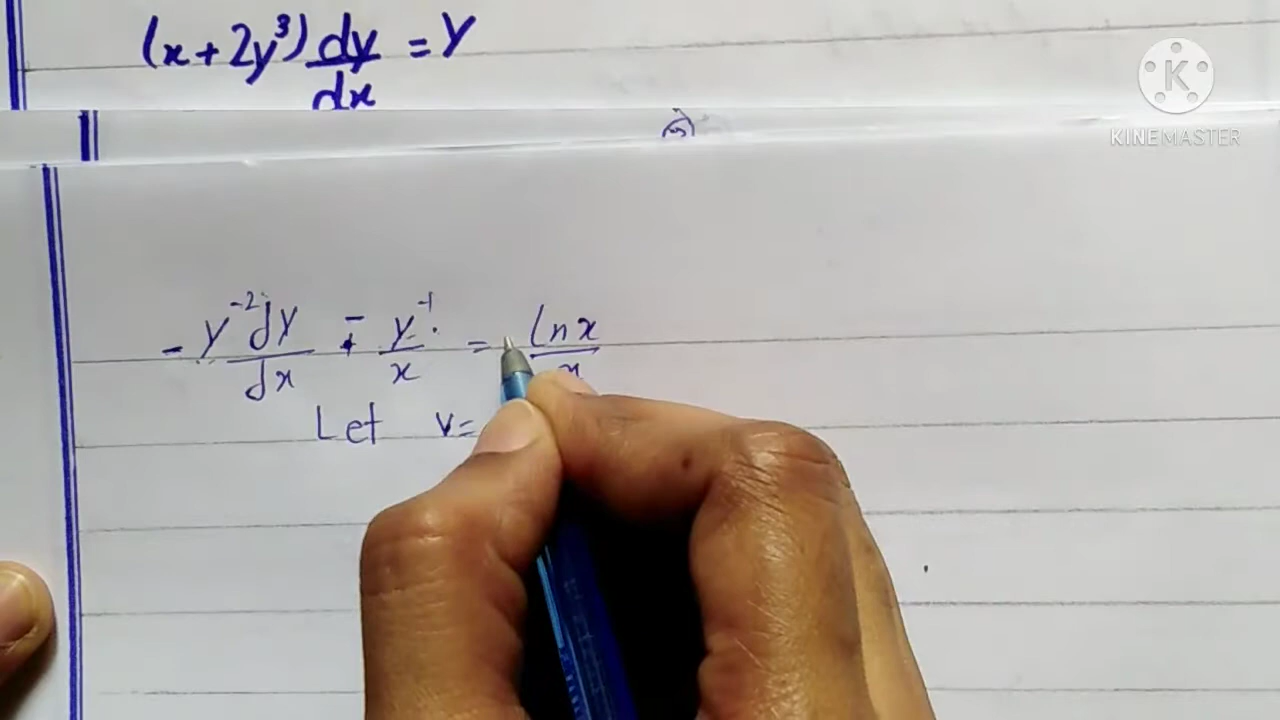 (x+2y³) dy/dx = y
KINEMASTER
- y⁻² dy/dx - y⁻¹/x = ln x/x
Let v=